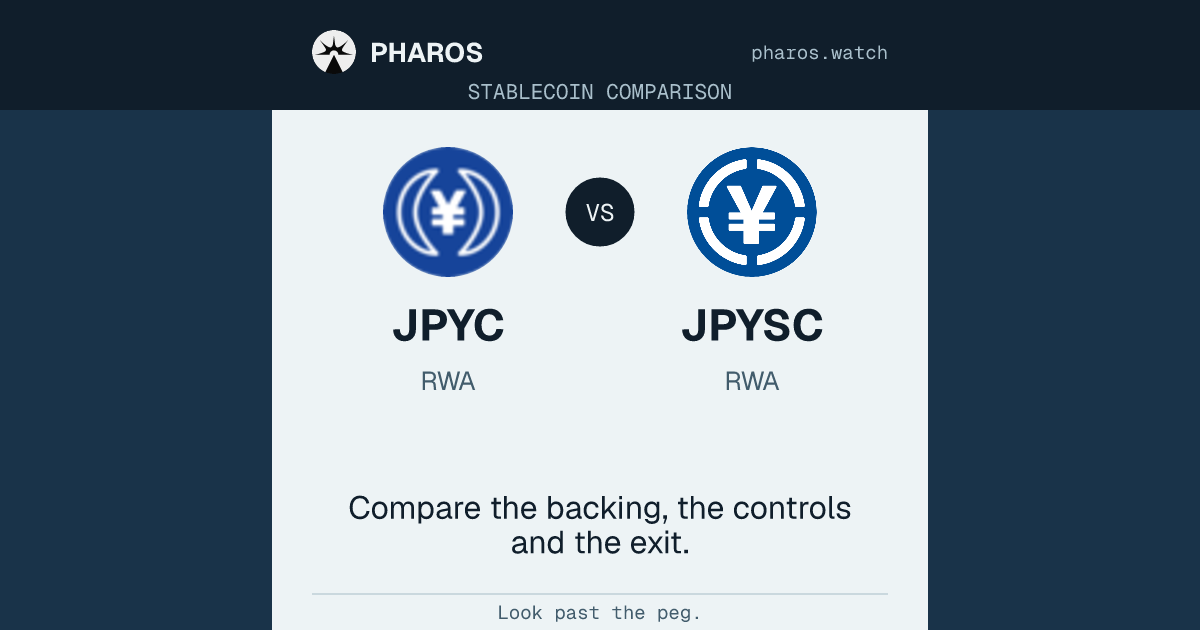 PHAROS
pharos.watch
STABLECOIN COMPARISON
¥
VS
¥
JPYC
JPYSC
RWA
RWA
Compare the backing, the controls
and the exit.
Look past the peg.